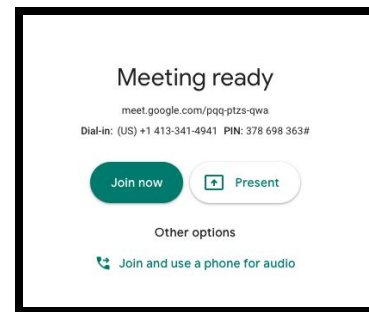 Meeting ready
meet.google.com/pqq-ptzs-qwa
Dial-in: (US) +1 413-341-4941 PIN: 378 698 363#
Join now
Present
Other options
Join and use a phone for audio